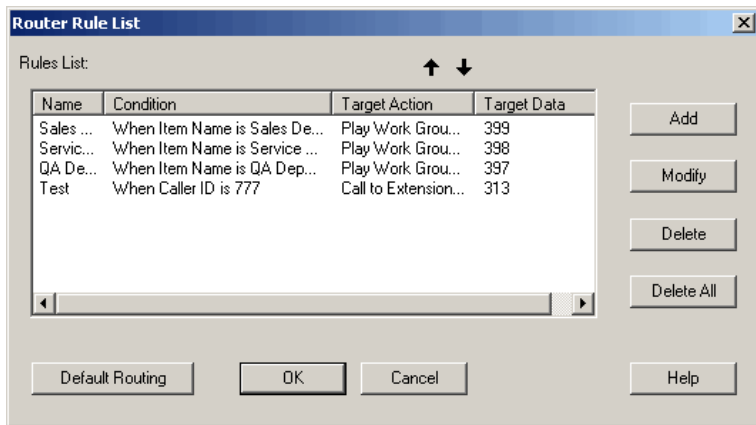 Router Rule List
Rules List:
Name Condition Target Action Target Data
Sales ... When Item Name is Sales De... Play Work Grou... 399
Servic... When Item Name is Service ... Play Work Grou... 398
QA De... When Item Name is QA Dep... Play Work Grou... 397
Test When Caller ID is 777 Call to Extension... 313
Add
Modify
Delete
Delete All
Default Routing OK Cancel Help